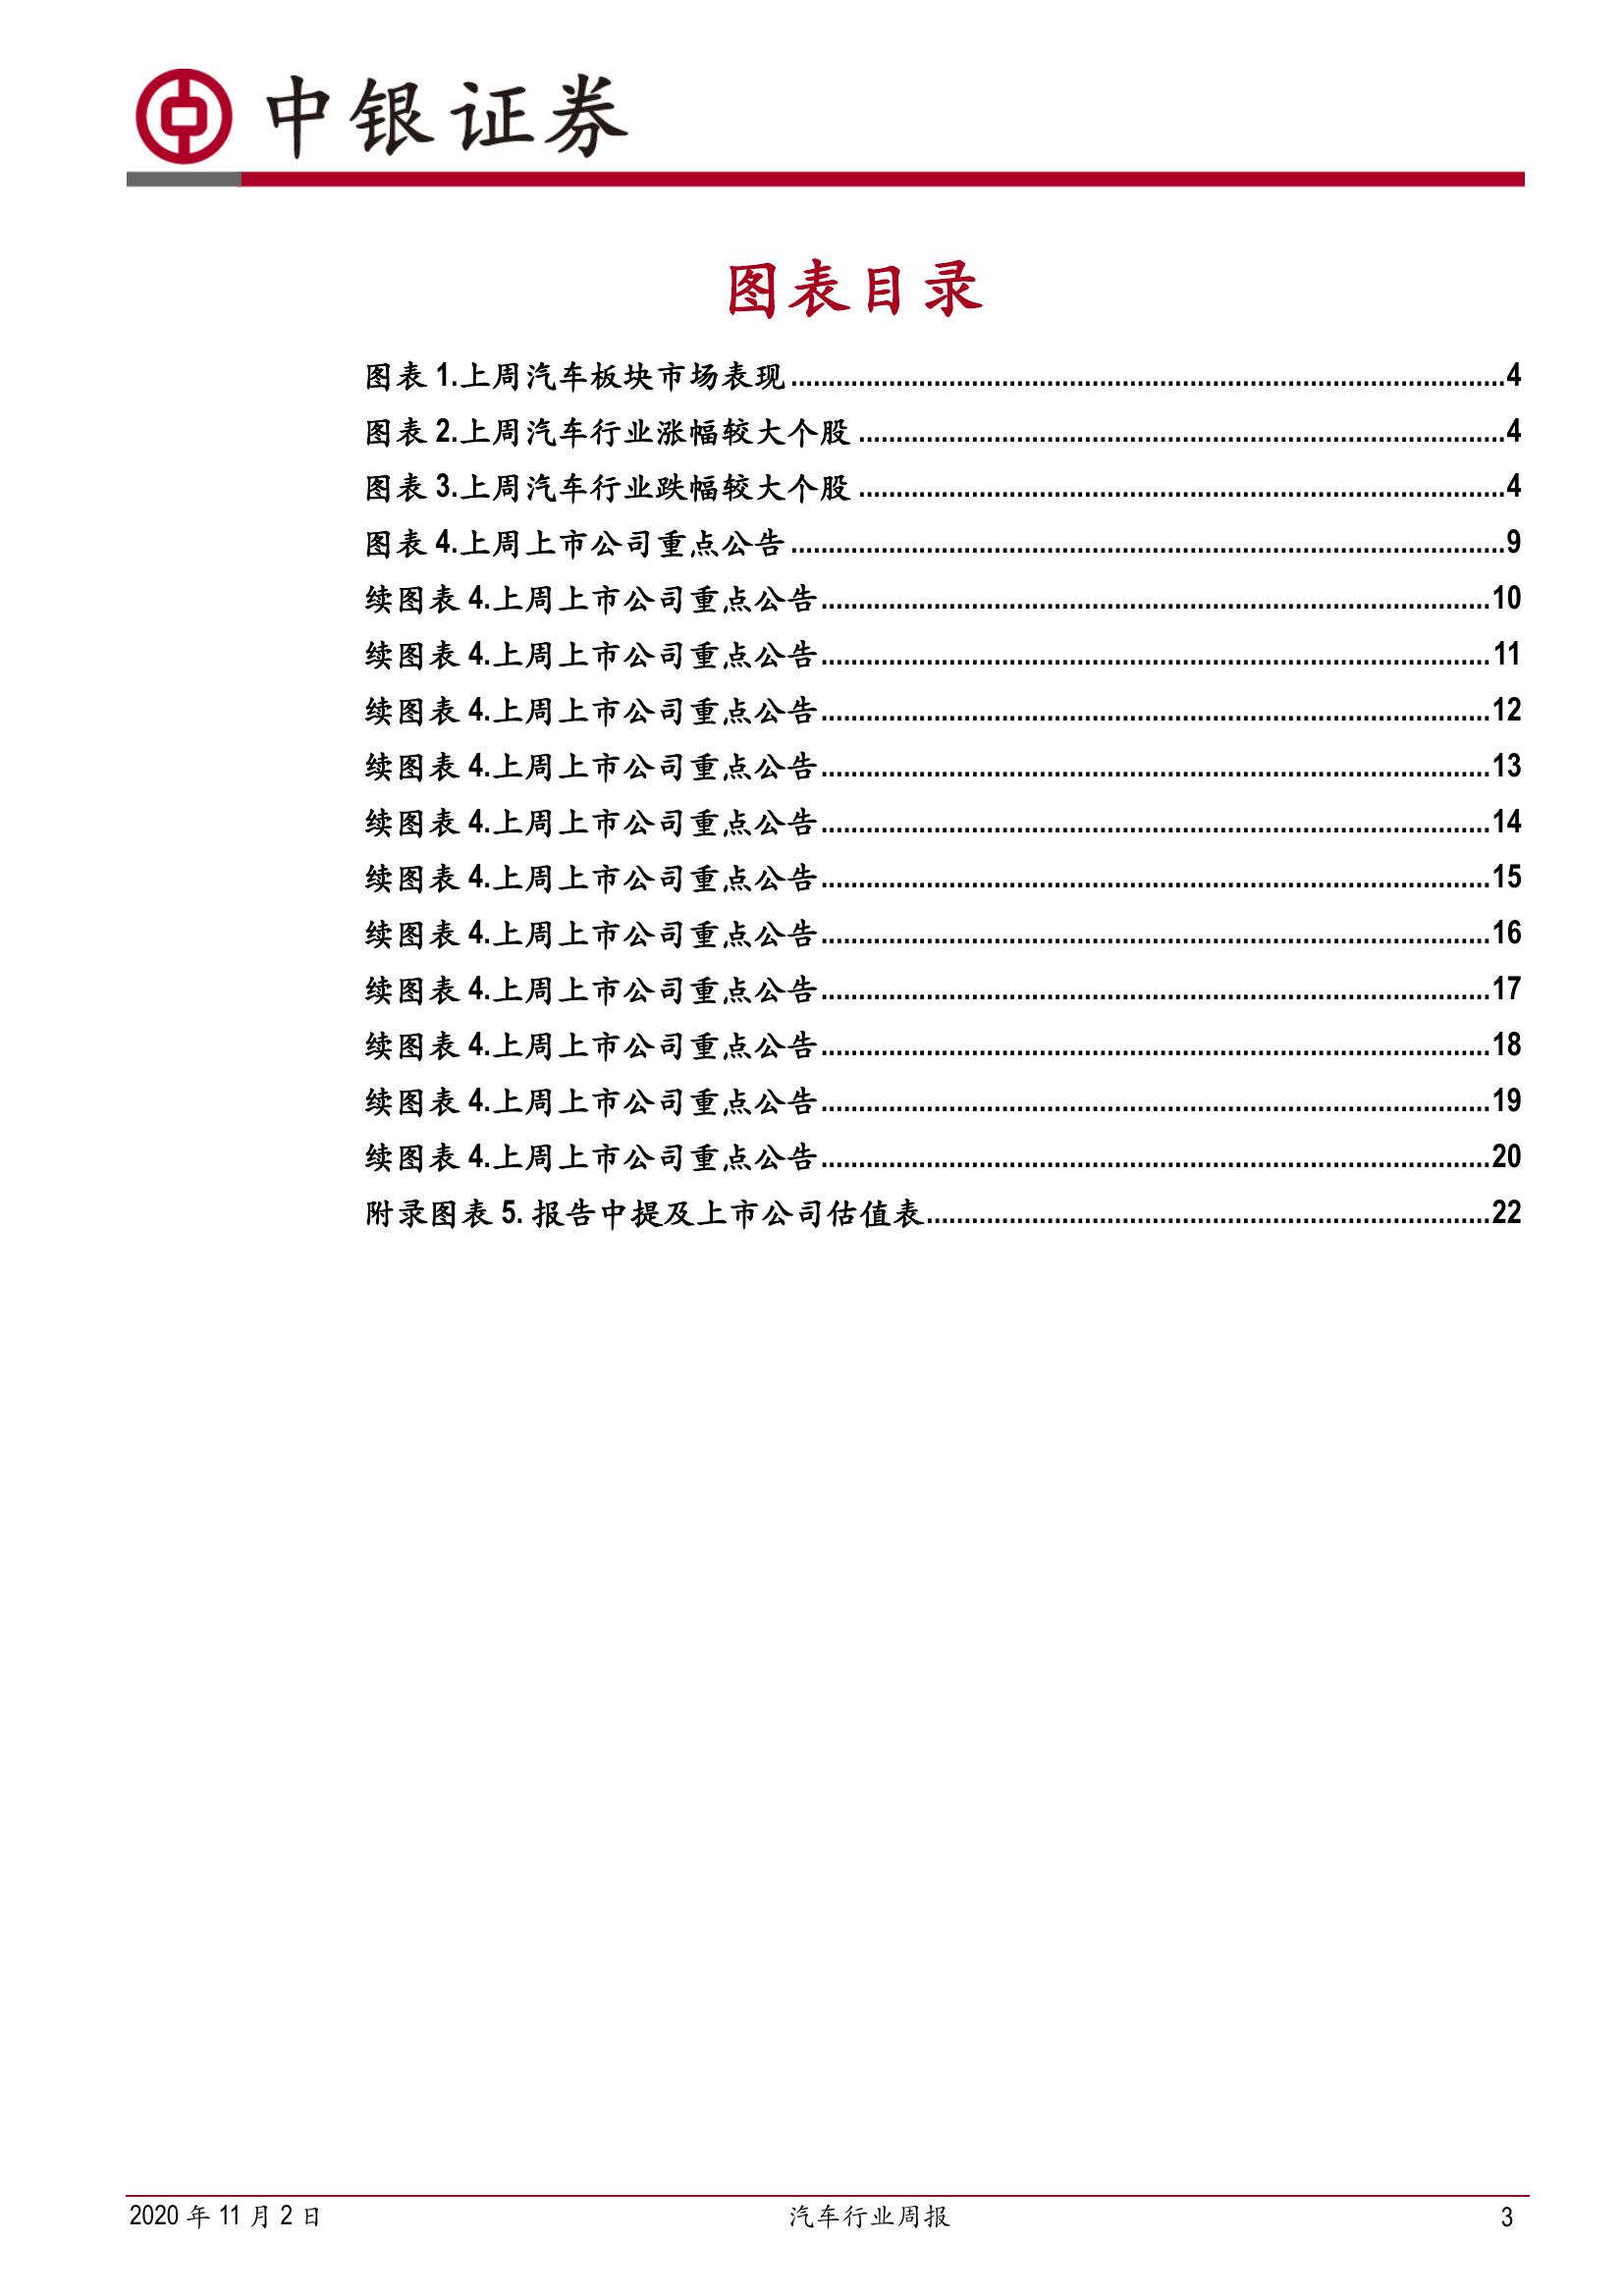 中银证券
图表目录
图表 1.上周汽车板块市场表现........4
图表 2.上周汽车行业涨幅较大个股........4
图表 3.上周汽车行业跌幅较大个股........4
图表 4.上周上市公司重点公告........9
续图表 4.上周上市公司重点公告........10
续图表 4.上周上市公司重点公告........11
续图表 4.上周上市公司重点公告........12
续图表 4.上周上市公司重点公告........13
续图表 4.上周上市公司重点公告........14
续图表 4.上周上市公司重点公告........15
续图表 4.上周上市公司重点公告........16
续图表 4.上周上市公司重点公告........17
续图表 4.上周上市公司重点公告........18
续图表 4.上周上市公司重点公告........19
续图表 4.上周上市公司重点公告........20
附录图表 5. 报告中提及上市公司估值表........22
2020 年 11 月 2 日 汽车行业周报 3